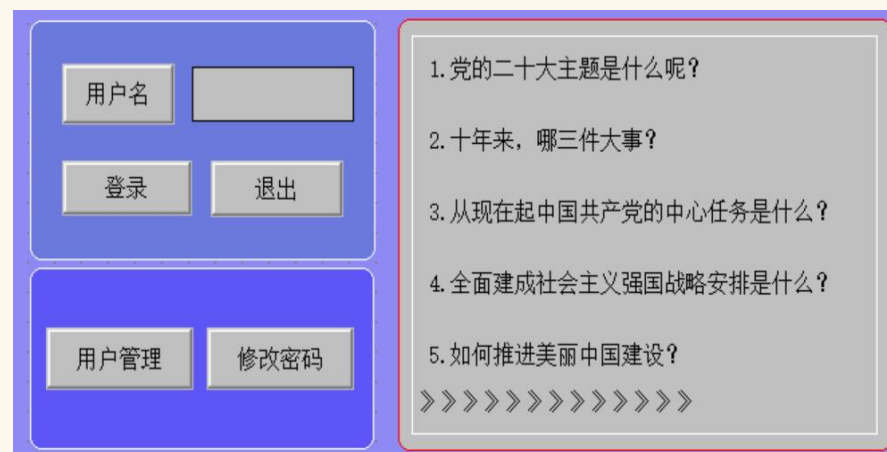 用户名
登录
退出
用户管理
修改密码
1.党的二十大主题是什么呢?
2.十年来，哪三件大事?
3.从现在起中国共产党的中心任务是什么?
4.全面建成社会主义强国战略安排是什么?
5.如何推进美丽中国建设?
》》》》》》》》》》》》》